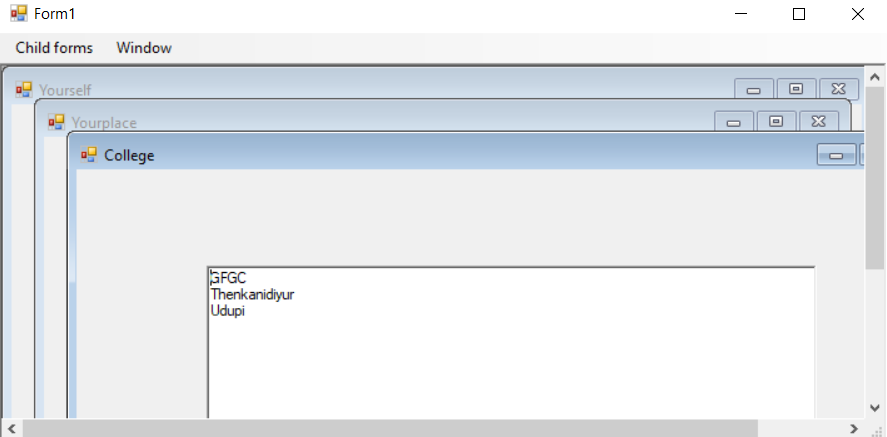 Form1
Child forms Window
Yourself
Yourplace
College
GFGC
Thenkanidiyur
Udupi